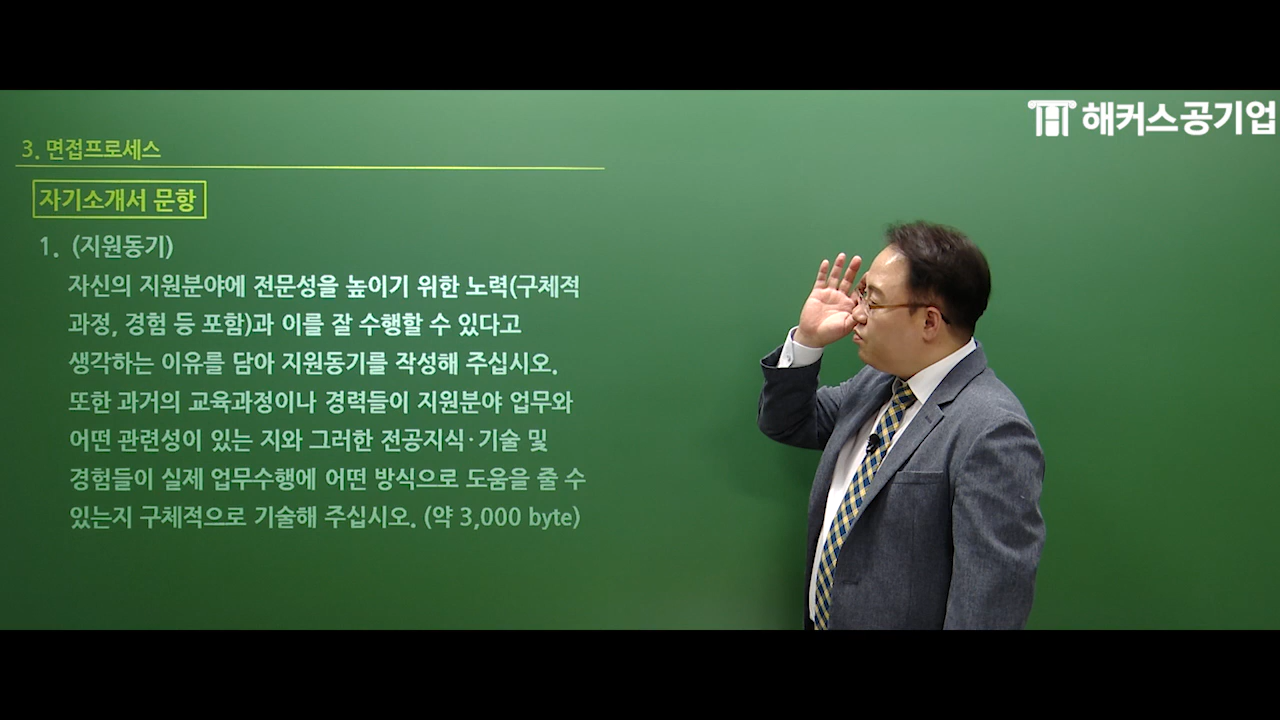 해커스공기업
3. 면접프로세스
자기소개서 문항
1. (지원동기)
자신의 지원분야에 전문성을 높이기 위한 노력(구체적
과정, 경험 등 포함)과 이를 잘 수행할 수 있다고
생각하는 이유를 담아 지원동기를 작성해 주십시오.
또한 과거의 교육과정이나 경력들이 지원분야 업무와
어떤 관련성이 있는 지와 그러한 전공지식·기술 및
경험들이 실제 업무수행에 어떤 방식으로 도움을 줄 수
있는지 구체적으로 기술해 주십시오. (약 3,000 byte)